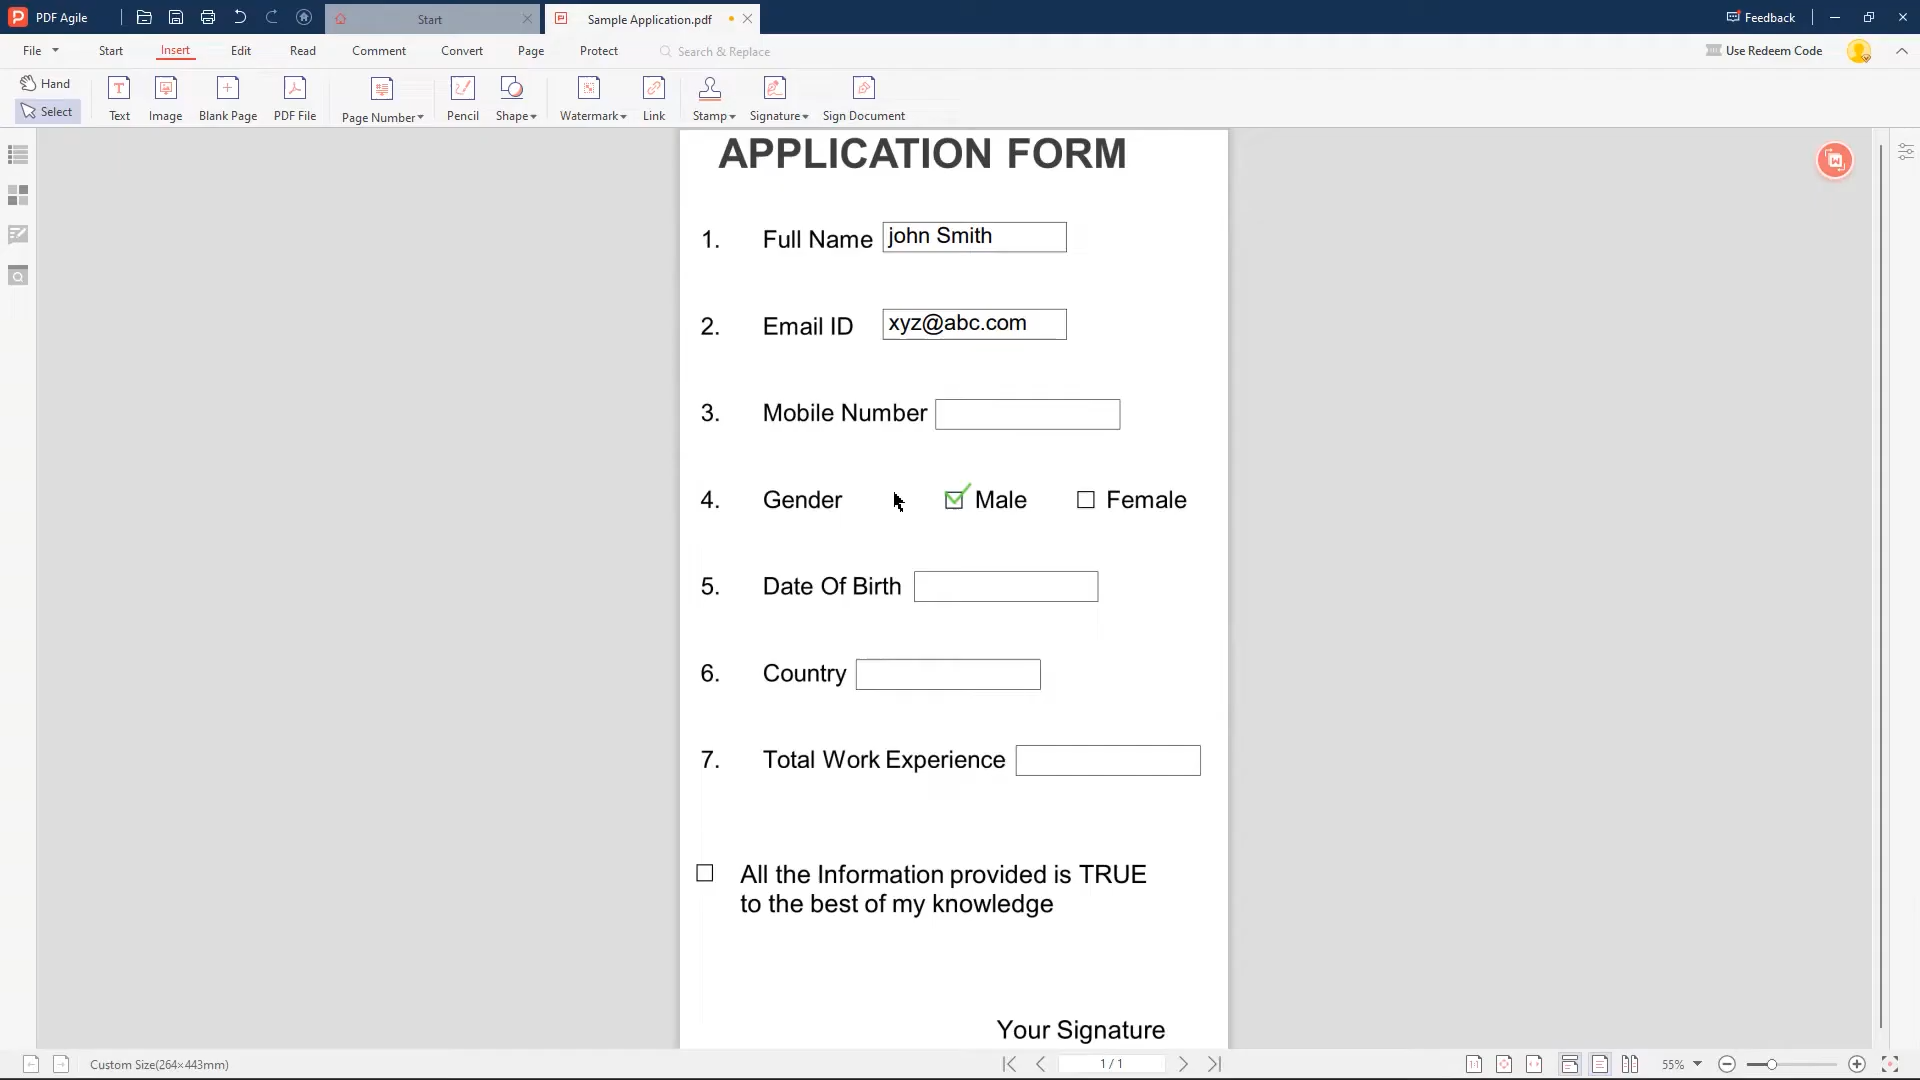 PDF Agile
Start
Sample Application.pdf
Feedback
File
Start
Insert
Edit
Read
Comment
Convert
Page
Protect
Search & Replace
Use Redeem Code
Hand
Select
Text
Image
Blank Page
PDF File
Page Number
Pencil
Shape
Watermark
Link
Stamp
Signature
Sign Document
APPLICATION FORM
1. Full Name john Smith
2. Email ID xyz@abc.com
3. Mobile Number
4. Gender Male Female
5. Date Of Birth
6. Country
7. Total Work Experience
All the Information provided is TRUE
to the best of my knowledge
Your Signature
Custom Size(264×443mm)
1 / 1
55%